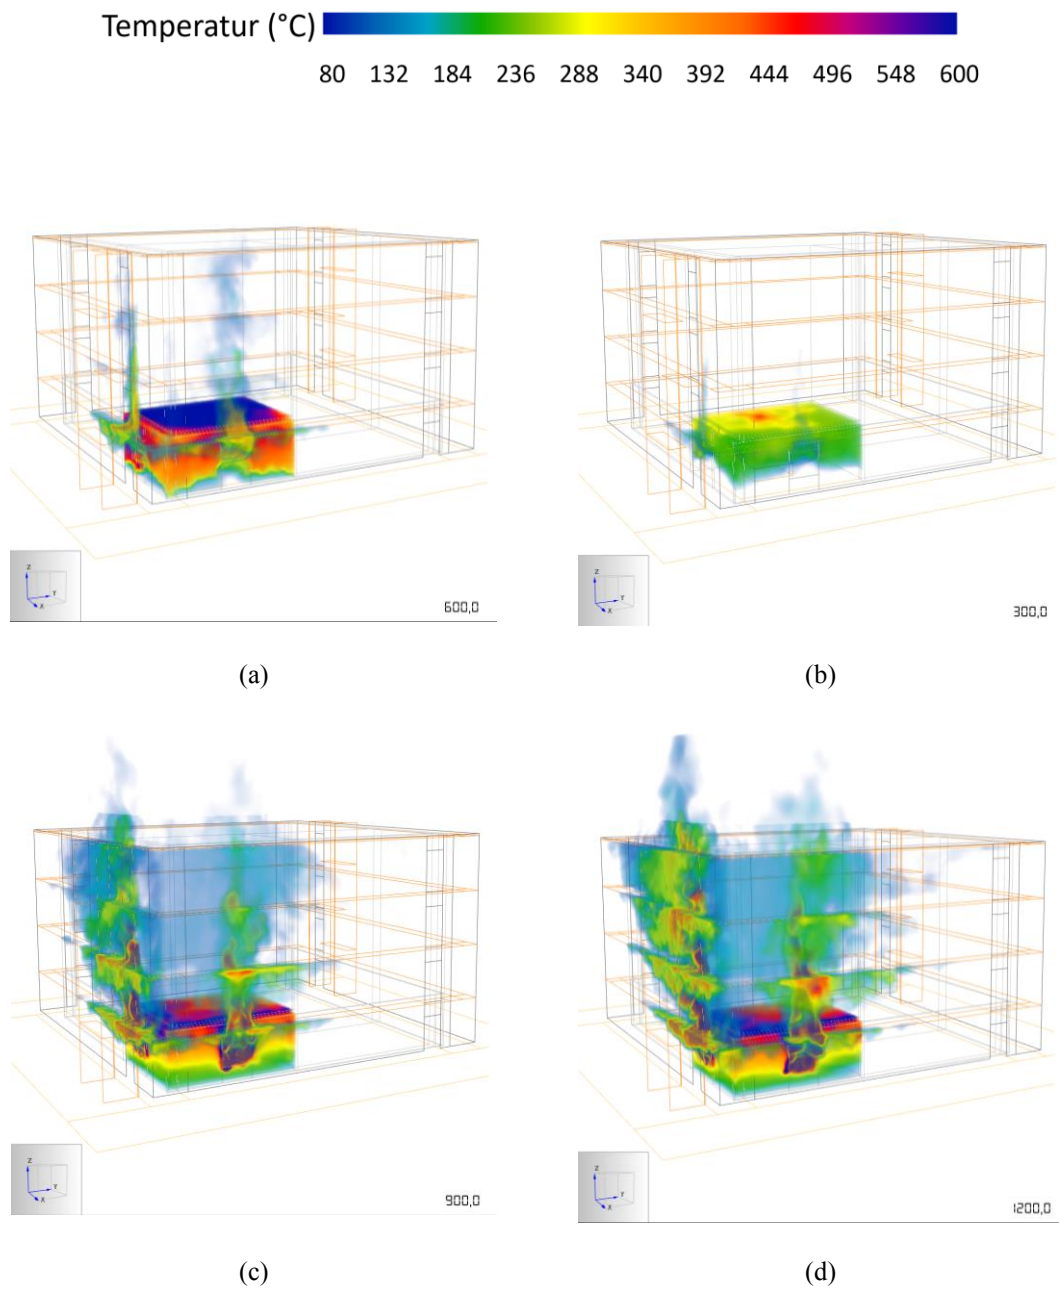 Temperatur (°C)
80 132 184 236 288 340 392 444 496 548 600
Z
Y
X
600,0
Z
Y
X
300,0
(a)
(b)
Z
Y
X
900,0
Z
Y
X
1200,0
(c)
(d)